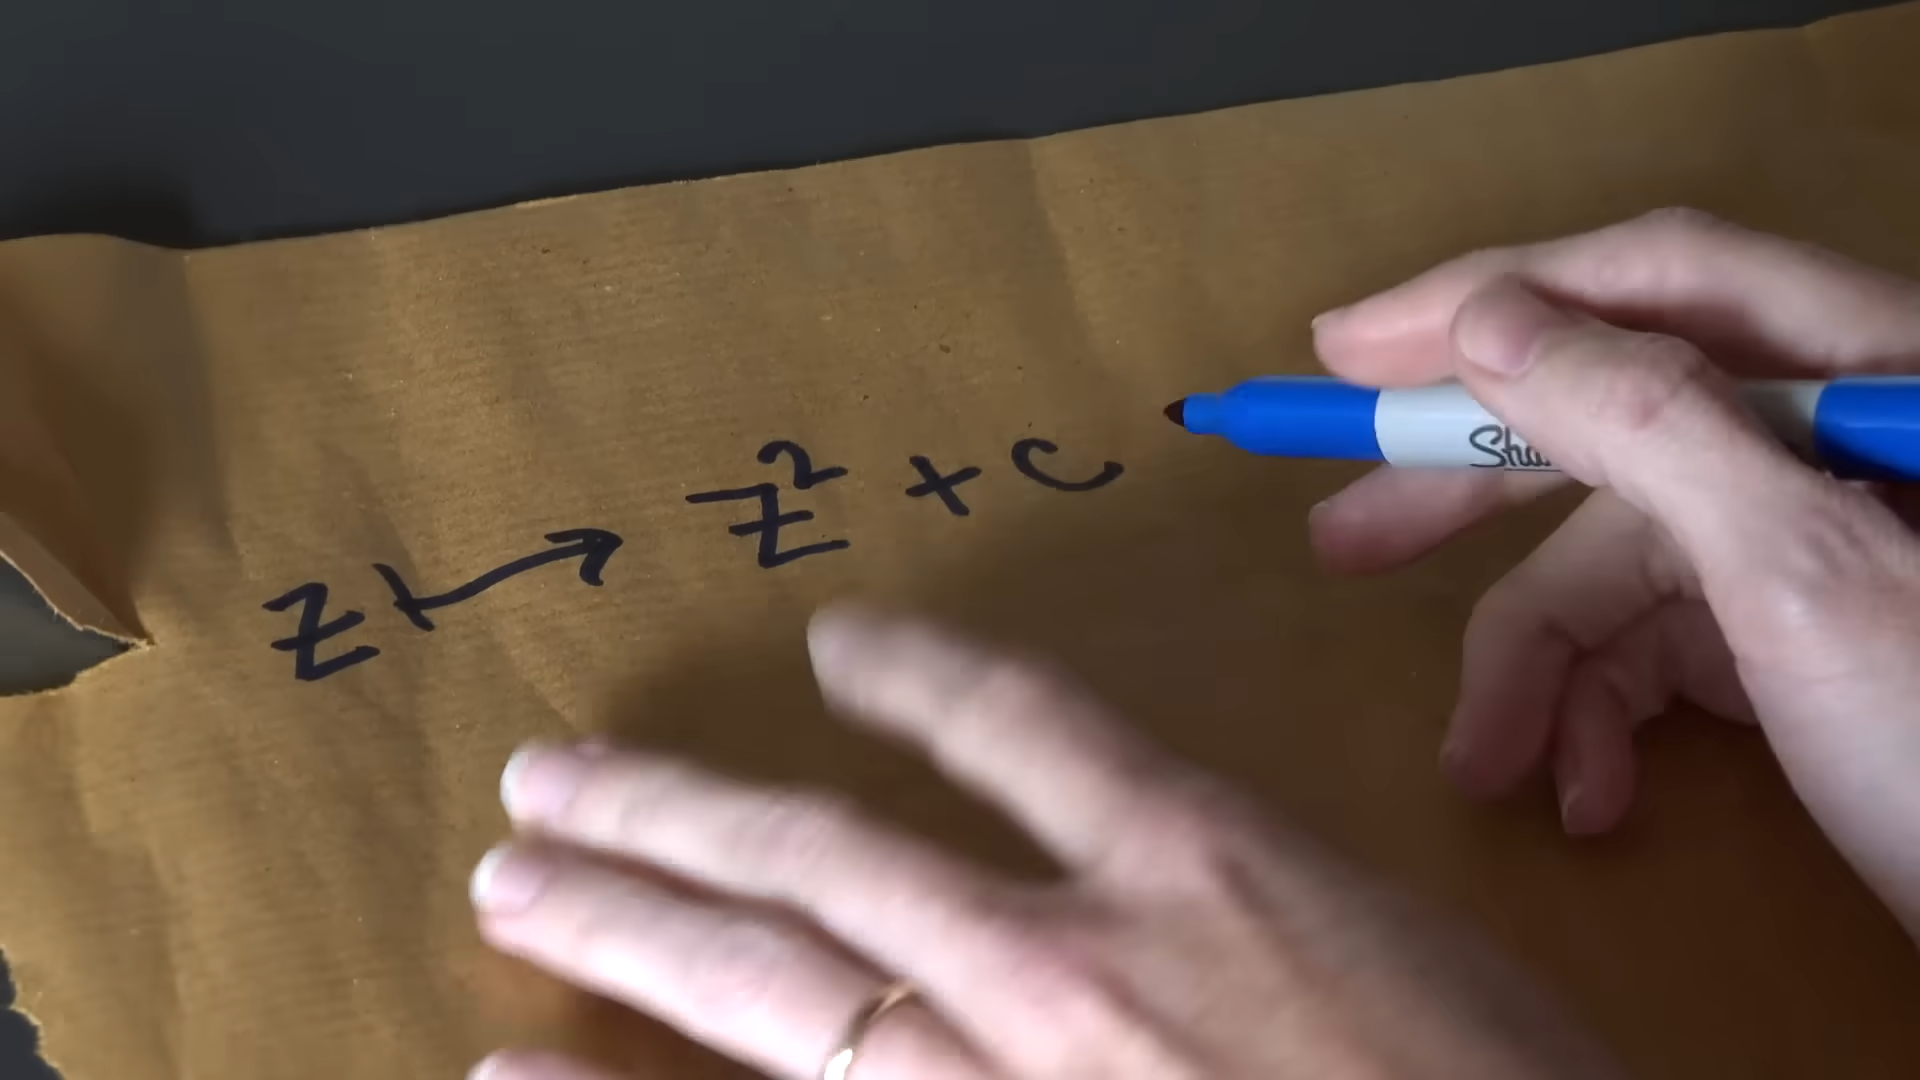 z ↦ z² + c